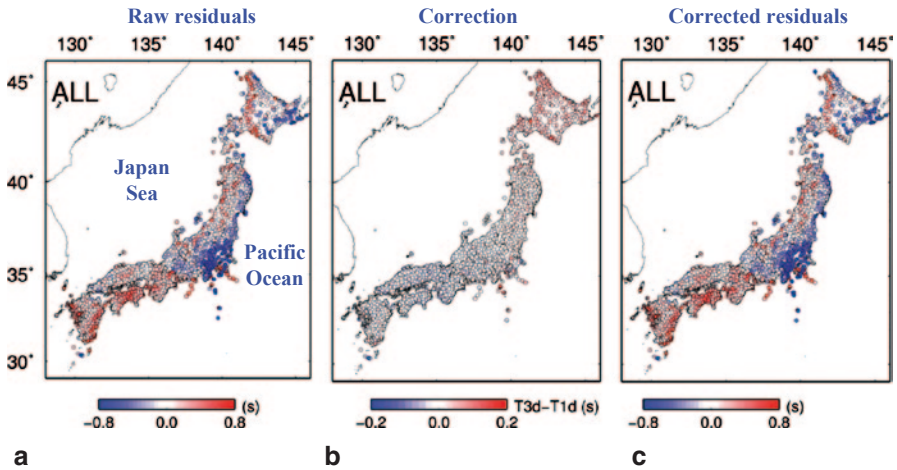 Raw residuals
Correction
Corrected residuals
130° 135° 140° 145°
130° 135° 140° 145°
130° 135° 140° 145°
45°
40°
35°
30°
ALL
Japan
Sea
Pacific
Ocean
ALL
ALL
(s)
−0.8 0.0 0.8
T3d−T1d (s)
−0.2 0.0 0.2
(s)
−0.8 0.0 0.8
a
b
c